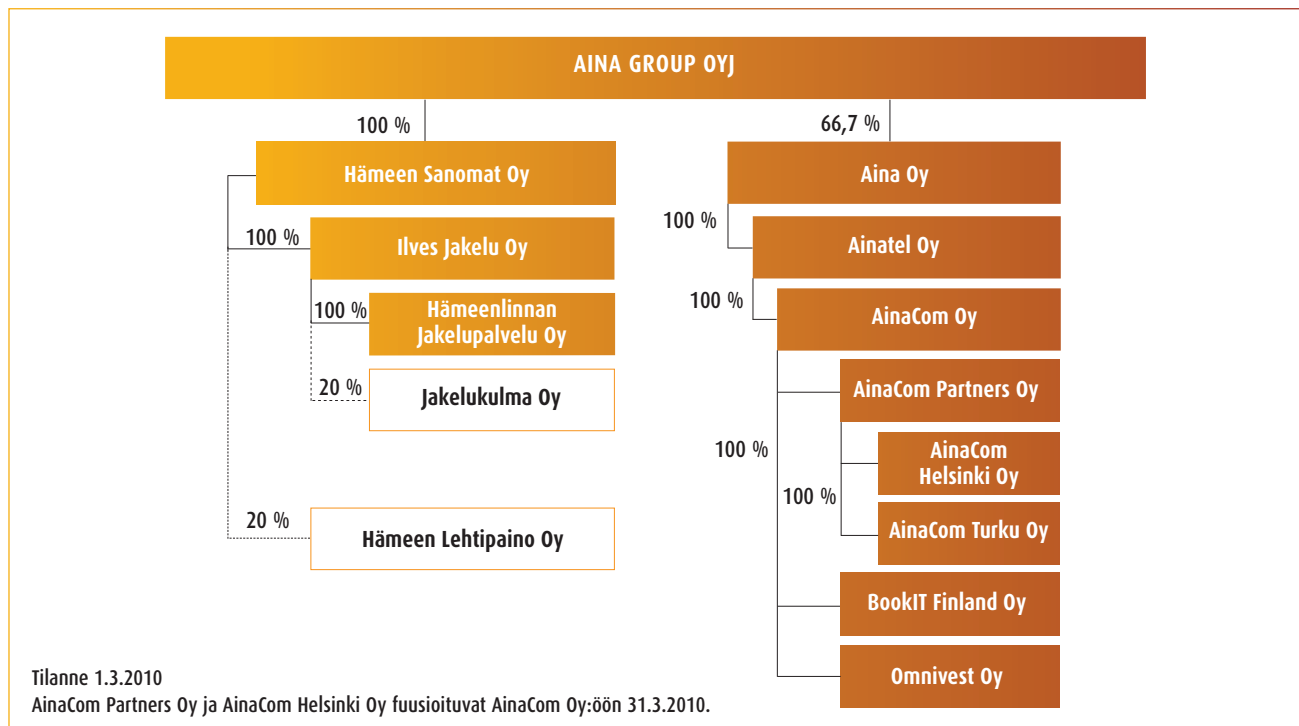 AINA GROUP OYJ
100 %
66,7 %
Hämeen Sanomat Oy
100 %
Ilves Jakelu Oy
100 %
Hämeenlinnan
Jakelupalvelu Oy
20 %
Jakelukulma Oy
20 %
Hämeen Lehtipaino Oy
Aina Oy
100 %
Ainatel Oy
100 %
AinaCom Oy
100 %
AinaCom Partners Oy
100 %
AinaCom
Helsinki Oy
AinaCom Turku Oy
BookIT Finland Oy
Omnivest Oy
Tilanne 1.3.2010
AinaCom Partners Oy ja AinaCom Helsinki Oy fuusioituvat AinaCom Oy:öön 31.3.2010.